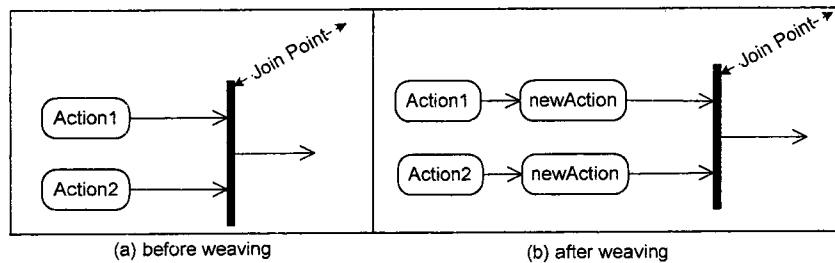 Join Point
Action1
Action2
(a) before weaving
Join Point
Action1
newAction
Action2
newAction
(b) after weaving